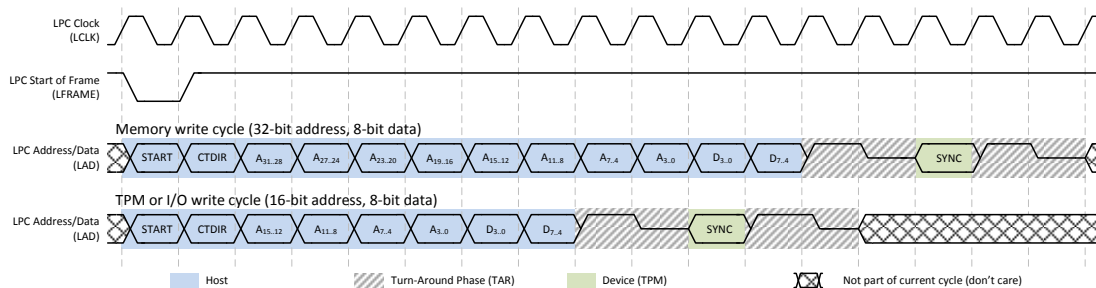 LPC Clock
(LCLK)
LPC Start of Frame
(LFRAME)
Memory write cycle (32-bit address, 8-bit data)
LPC Address/Data
(LAD)
START CTDIR A31..28 A27..24 A23..20 A19..16 A15..12 A11..8 A7..4 A3..0 D3..0 D7..4 SYNC
TPM or I/O write cycle (16-bit address, 8-bit data)
LPC Address/Data
(LAD)
START CTDIR A15..12 A11..8 A7..4 A3..0 D3..0 D7..4 SYNC
Host Turn-Around Phase (TAR) Device (TPM) Not part of current cycle (don't care)